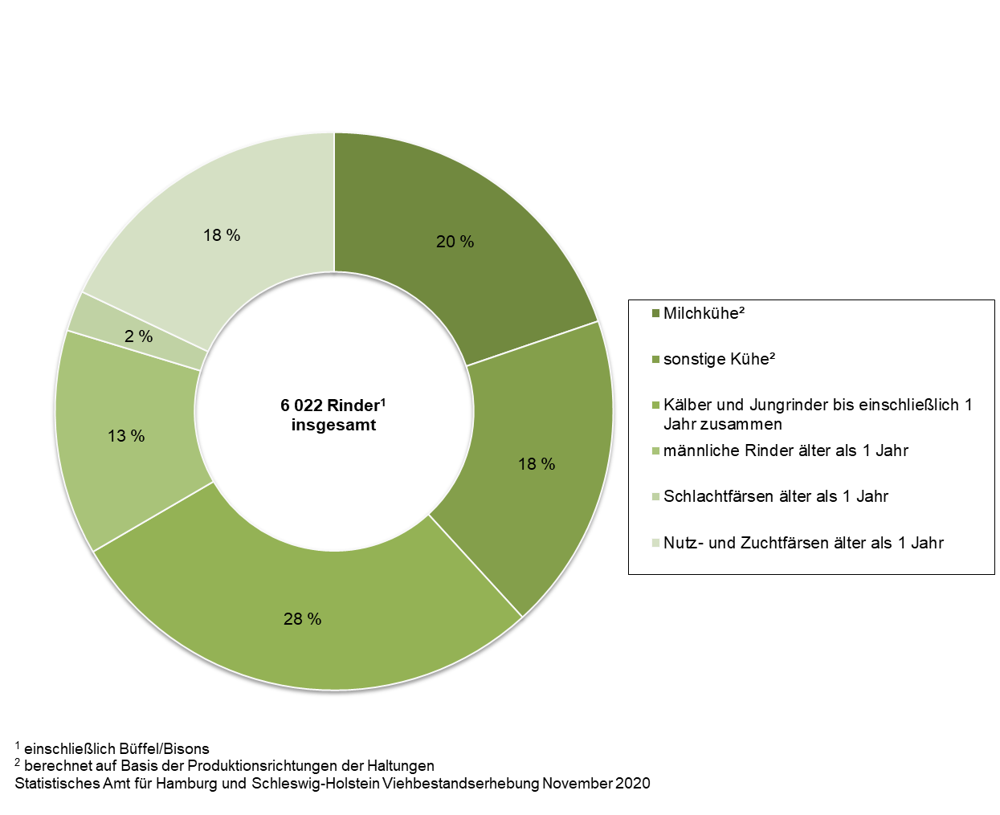 18 %
20 %
2 %
6 022 Rinder¹
insgesamt
13 %
18 %
28 %
Milchkühe²
sonstige Kühe²
Kälber und Jungrinder bis einschließlich 1
Jahr zusammen
männliche Rinder älter als 1 Jahr
Schlachtfärsen älter als 1 Jahr
Nutz- und Zuchtfärsen älter als 1 Jahr
¹ einschließlich Büffel/Bisons
² berechnet auf Basis der Produktionsrichtungen der Haltungen
Statistisches Amt für Hamburg und Schleswig-Holstein Viehbestandserhebung November 2020